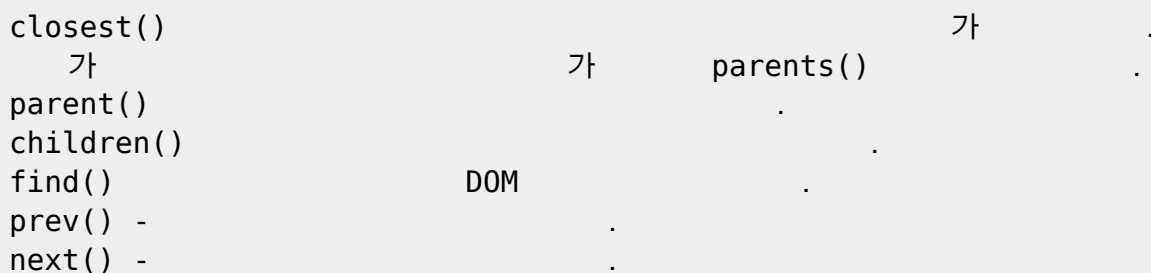 closest() 가 .
가 가 parents() .
parent() .
children() .
find() DOM .
prev() - .
next() - .